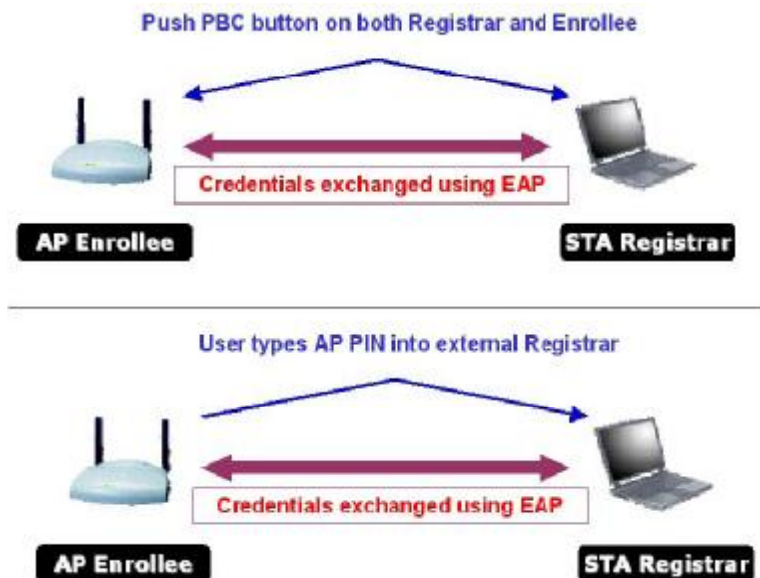 Push PBC button on both Registrar and Enrollee
Credentials exchanged using EAP
AP Enrollee
STA Registrar
User types AP PIN into external Registrar
Credentials exchanged using EAP
AP Enrollee
STA Registrar